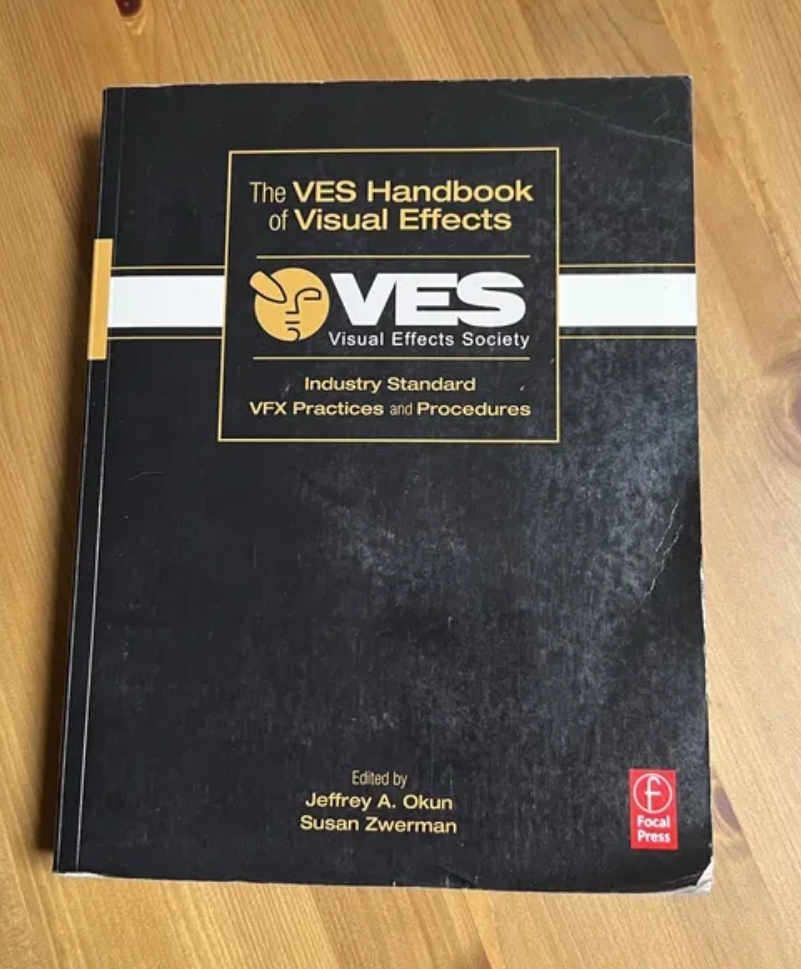 The VES Handbook
of Visual Effects
VES
Visual Effects Society
Industry Standard
VFX Practices and Procedures
Edited by
Jeffrey A. Okun
Susan Zwerman
f
Focal
Press